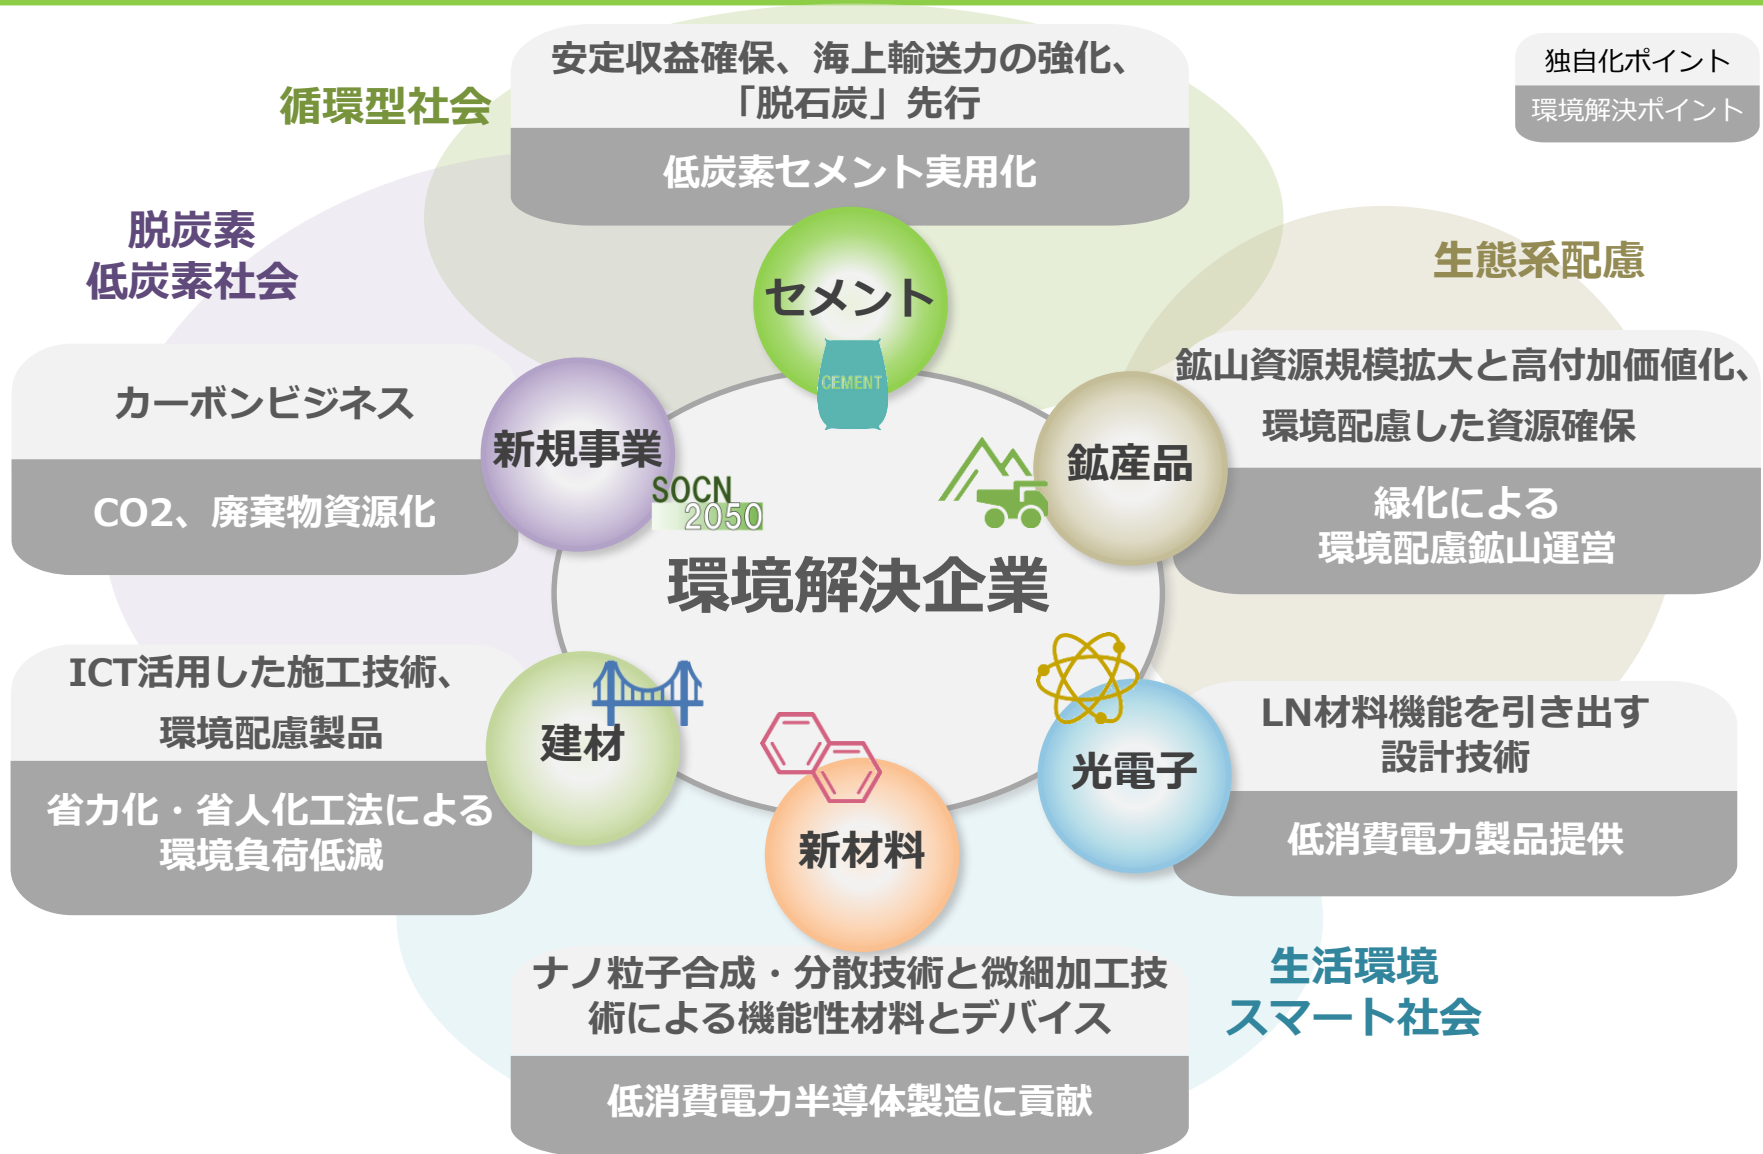 独自化ポイント
環境解決ポイント
循環型社会
安定収益確保、海上輸送力の強化、
「脱石炭」先行
低炭素セメント実用化
脱炭素
低炭素社会
生態系配慮
セメント
CEMENT
カーボンビジネス
CO2、廃棄物資源化
新規事業
SOCN
2050
鉱産品
鉱山資源規模拡大と高付加価値化、
環境配慮した資源確保
緑化による
環境配慮鉱山運営
環境解決企業
ICT活用した施工技術、
環境配慮製品
省力化・省人化工法による
環境負荷低減
建材
新材料
光電子
LN材料機能を引き出す
設計技術
低消費電力製品提供
ナノ粒子合成・分散技術と微細加工技
術による機能性材料とデバイス
低消費電力半導体製造に貢献
生活環境
スマート社会